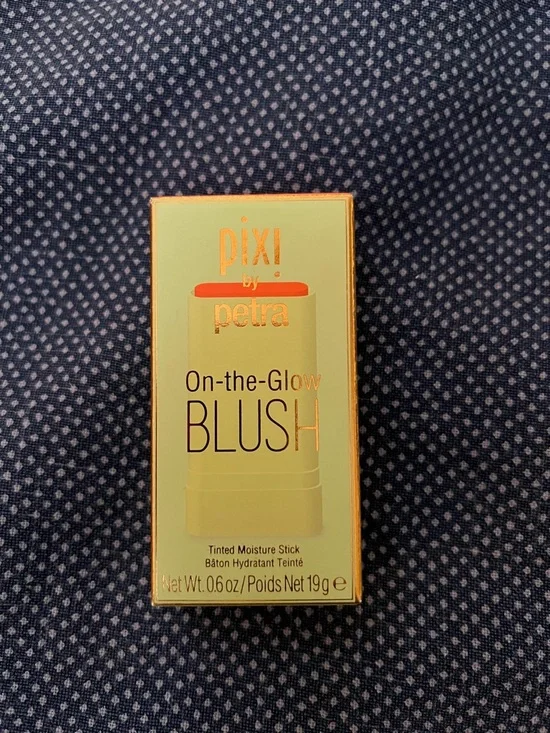 pixi
by
petra
On-the-Glow
BLUSH
Tinted Moisture Stick
Bâton Hydratant Teinté
Net Wt. 0.6 oz/Poids Net 19g e